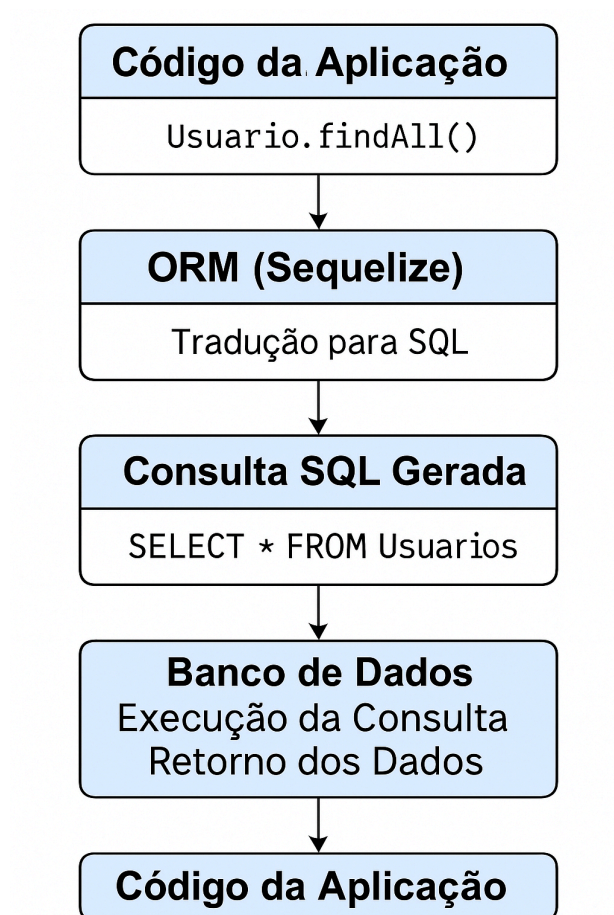 Código da Aplicação
Usuario.findAll()
ORM (Sequelize)
Tradução para SQL
Consulta SQL Gerada
SELECT * FROM Usuarios
Banco de Dados
Execução da Consulta
Retorno dos Dados
Código da Aplicação